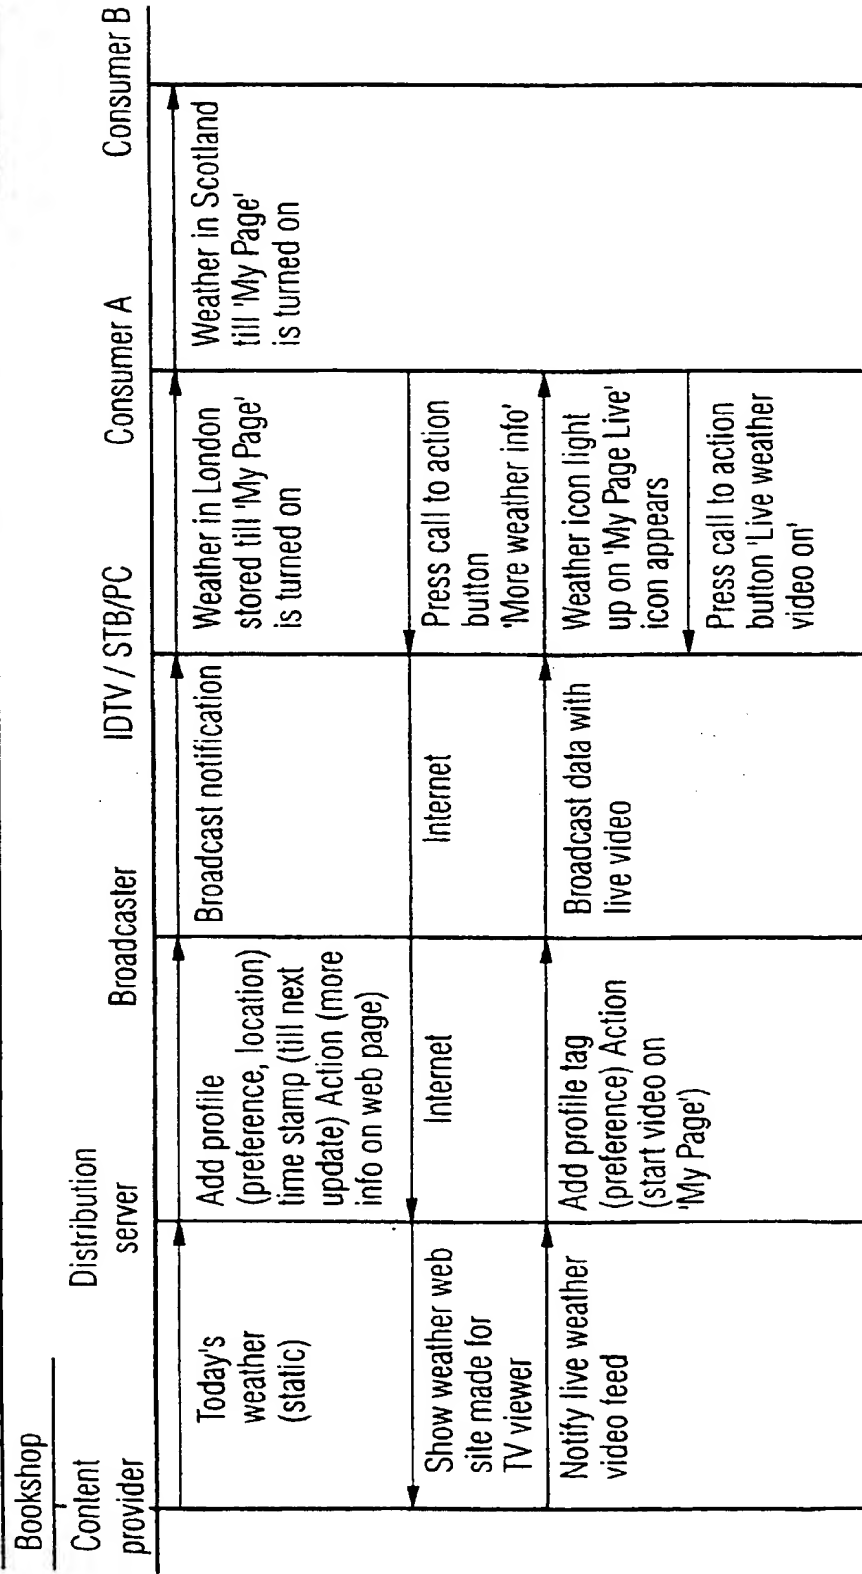 Bookshop
Content
provider
Distribution
server
Broadcaster
IDTV / STB/PC
Consumer A
Consumer B
Today's
weather
(static)
Add profile
(preference, location)
time stamp (till next
update) Action (more
info on web page)
Broadcast notification
Weather in London
stored till 'My Page'
is turned on
Weather in Scotland
till 'My Page'
is turned on
Show weather web
site made for
TV viewer
Internet
Internet
Press call to action
button
'More weather info'
Notify live weather
video feed
Add profile tag
(preference) Action
(start video on
'My Page')
Broadcast data with
live video
Weather icon light
up on 'My Page Live'
icon appears
Press call to action
button 'Live weather
video on'